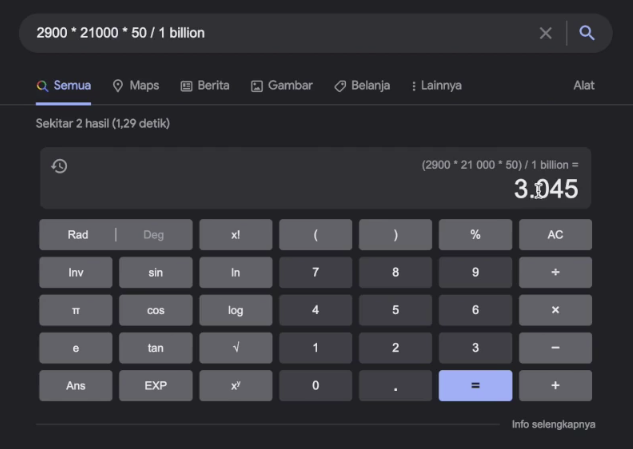 2900 * 21000 * 50 / 1 billion
Semua Maps Berita Gambar Belanja Lainnya Alat
Sekitar 2 hasil (1,29 detik)
(2900 * 21 000 * 50) / 1 billion =
3.045
Rad | Deg x! ( ) % AC
Inv sin ln 7 8 9 ÷
π cos log 4 5 6 ×
e tan √ 1 2 3 −
Ans EXP xʸ 0 . = +
Info selengkapnya